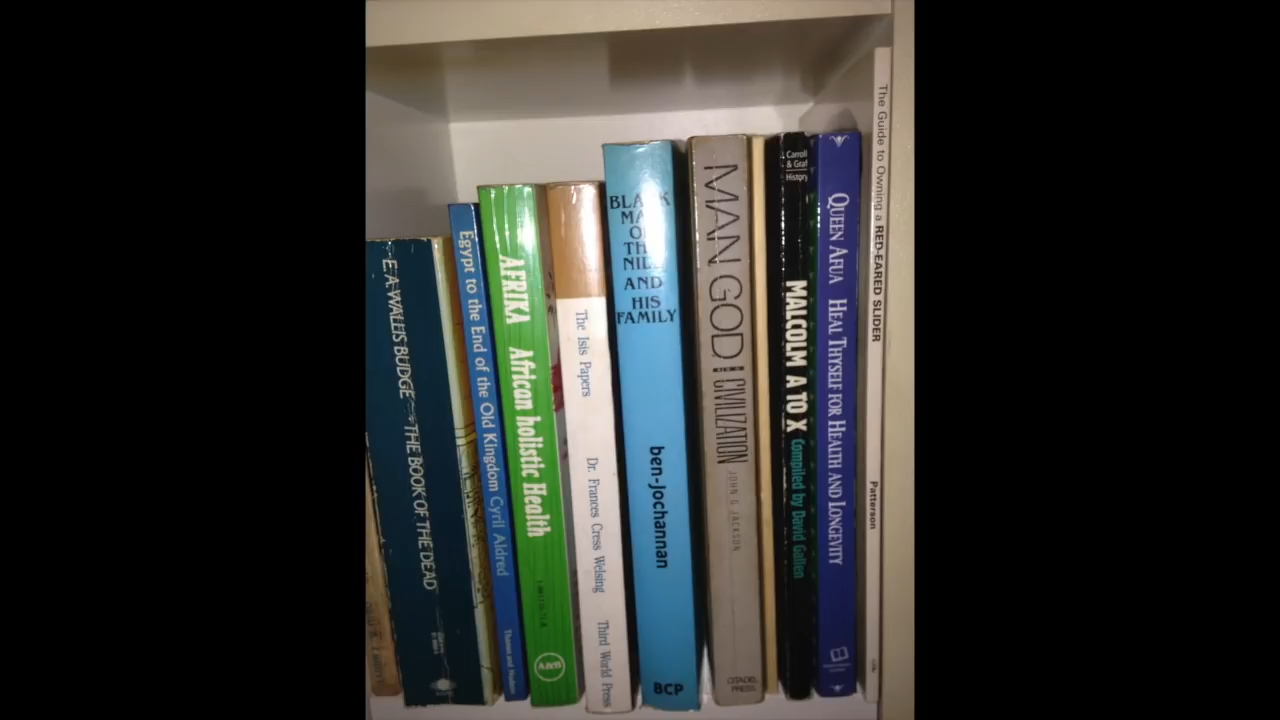 E. A. WALLIS BUDGE THE BOOK OF THE DEAD
Egypt to the End of the Old Kingdom Cyril Aldred
Thames and Hudson
AFRIKA African holistic Health
A&B
The Isis Papers Dr. Frances Cress Welsing Third World Press
BLACK
MAN
OF
THE
NILE
AND
HIS
FAMILY
ben-Jochannan
BCP
MAN GOD AND CIVILIZATION JOHN G JACKSON
CITADEL
PRESS
Carroll
& Graf
History
MALCOLM A TO X Compiled by David Gallen
QUEEN AFUA HEAL THYSELF FOR HEALTH AND LONGEVITY
The Guide to Owning a RED-EARED SLIDER
Patterson